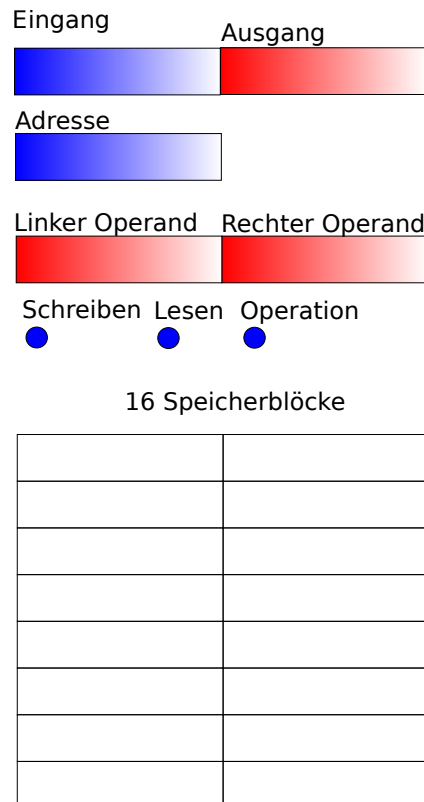 Eingang
Ausgang
Adresse
Linker Operand
Rechter Operand
Schreiben Lesen Operation
16 Speicherblöcke